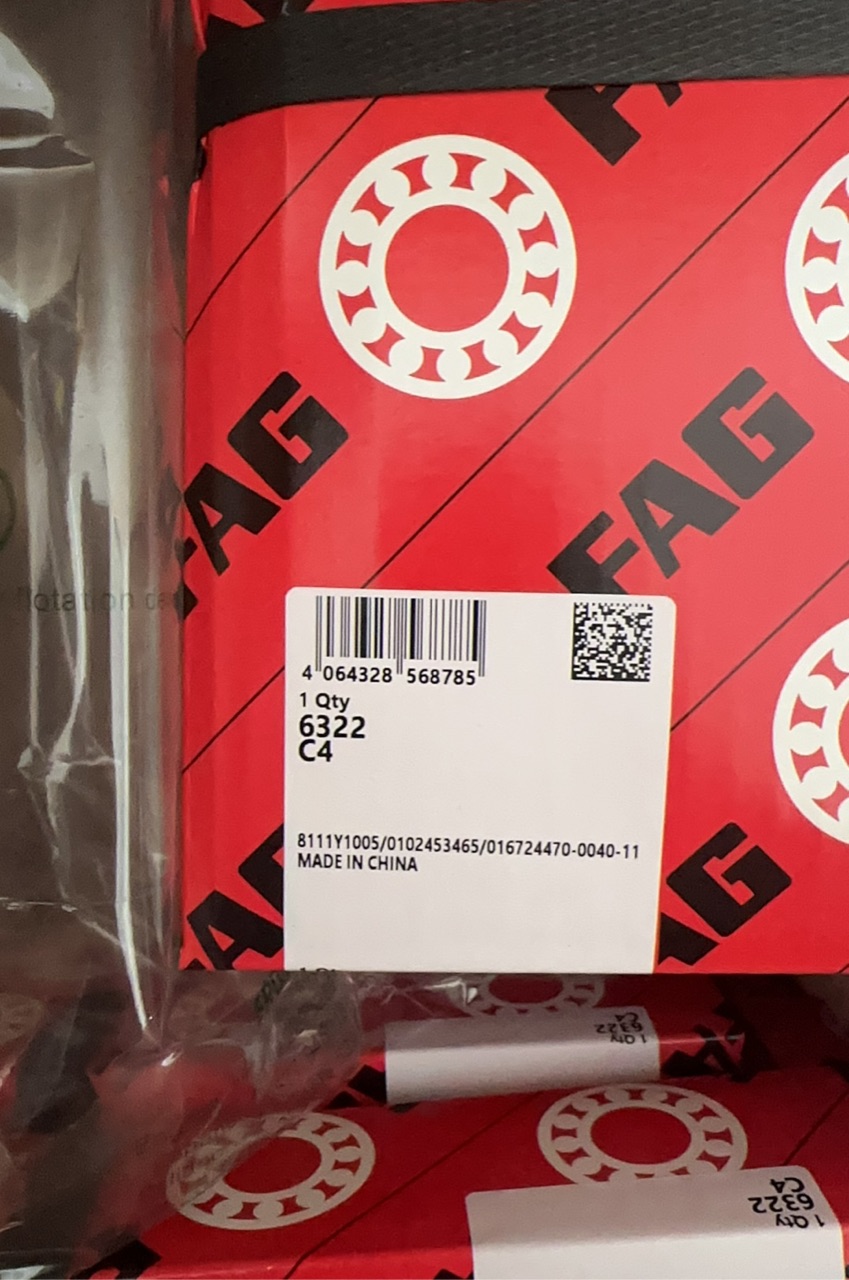 FAG
FAG
4 064328 568785
1 Qty
6322
C4
8111Y1005/0102453465/016724470-0040-11
MADE IN CHINA
FAG
AG
1 Qty
6322
C4
1 Qty
6322
C4